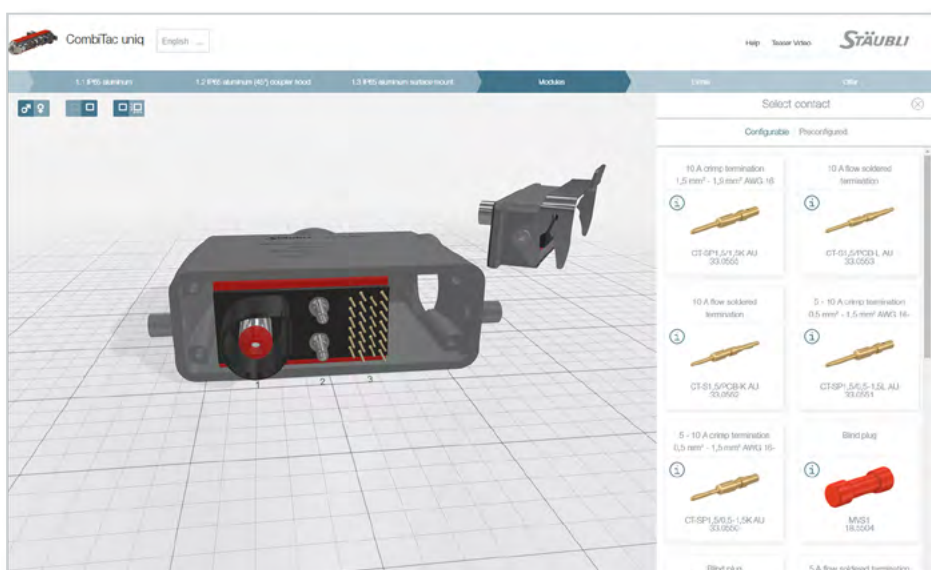 CombiTac uniq
English ...
Help Teaser Video
STÄUBLI
1.1 IP65 aluminum
1.2 IP65 aluminum (45°) coupler hood
1.3 IP65 aluminum surface mount
Modules
Offer
Select contact
Configurable
Preconfigured
10 A crimp termination
1,5 mm² - 1,5 mm² AWG 16
CT-SP1,5/1,5K AU
33.0555
10 A flow soldered
termination
CT-S1,5/PCB-L AU
33.0553
10 A flow soldered
termination
CT-S1,5/PCB-K AU
33.0552
5 - 10 A crimp termination
0,5 mm² - 1,5 mm² AWG 16-
CT-SP1,5/0,5-1,5L AU
33.0551
5 - 10 A crimp termination
0,5 mm² - 1,5 mm² AWG 16-
CT-SP1,5/0,5-1,5K AU
33.0550
Blind plug
MVS1
18.5504
Blind plug
5 A flow soldered termination
1
2
3